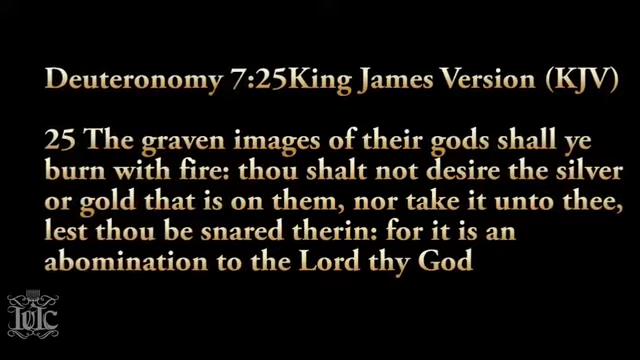 Deuteronomy 7:25King James Version (KJV)
25 The graven images of their gods shall ye
burn with fire: thou shalt not desire the silver
or gold that is on them, nor take it unto thee,
lest thou be snared therin: for it is an
abomination to the Lord thy God
IUIC